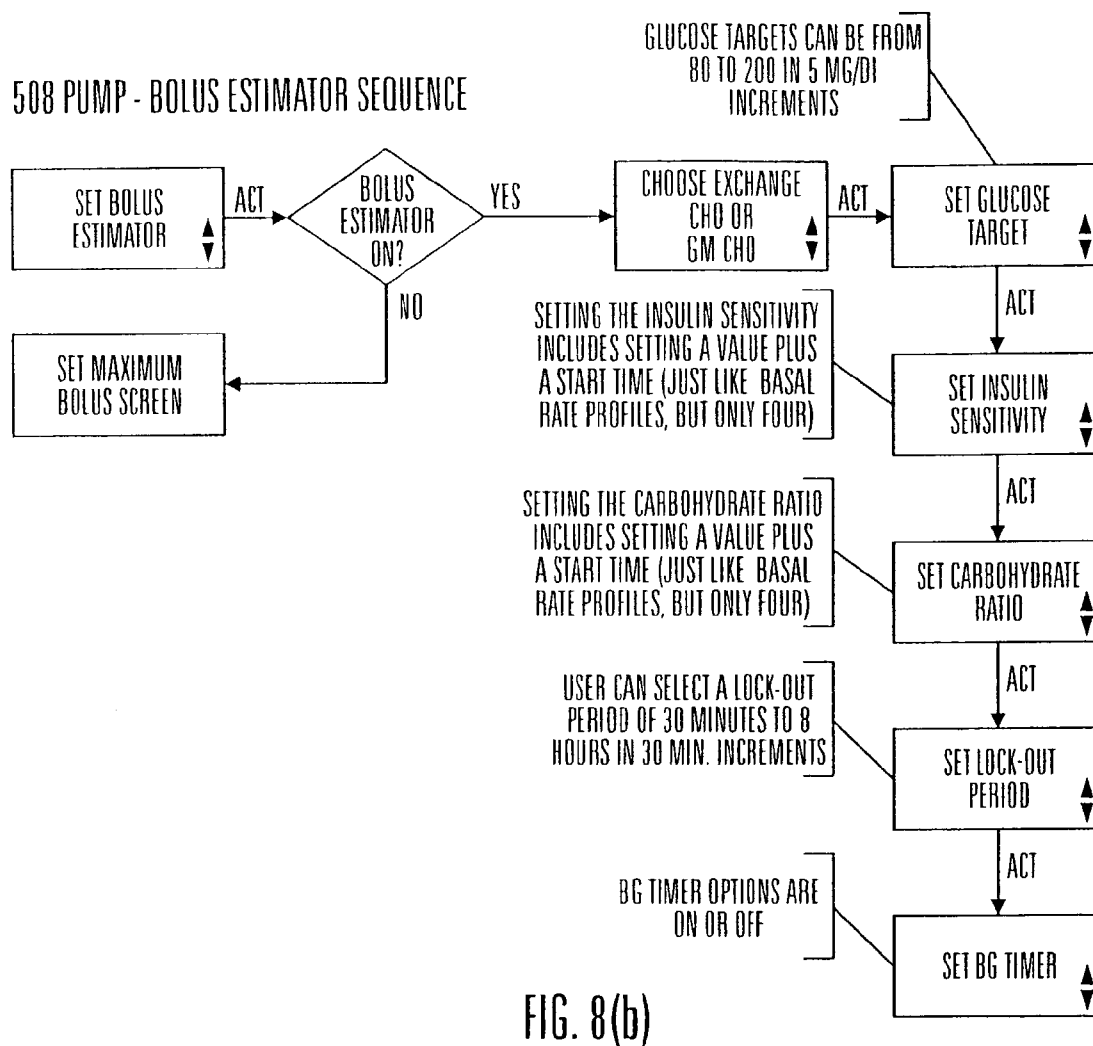 GLUCOSE TARGETS CAN BE FROM
80 TO 200 IN 5 MG/DI
INCREMENTS
508 PUMP - BOLUS ESTIMATOR SEQUENCE
SET BOLUS
ESTIMATOR
ACT
BOLUS
ESTIMATOR
ON?
YES
CHOOSE EXCHANGE
CHO OR
GM CHO
ACT
SET GLUCOSE
TARGET
NO
ACT
SET MAXIMUM
BOLUS SCREEN
SETTING THE INSULIN SENSITIVITY
INCLUDES SETTING A VALUE PLUS
A START TIME (JUST LIKE BASAL
RATE PROFILES, BUT ONLY FOUR)
SET INSULIN
SENSITIVITY
ACT
SETTING THE CARBOHYDRATE RATIO
INCLUDES SETTING A VALUE PLUS
A START TIME (JUST LIKE BASAL
RATE PROFILES, BUT ONLY FOUR)
SET CARBOHYDRATE
RATIO
ACT
USER CAN SELECT A LOCK-OUT
PERIOD OF 30 MINUTES TO 8
HOURS IN 30 MIN. INCREMENTS
SET LOCK-OUT
PERIOD
ACT
BG TIMER OPTIONS ARE
ON OR OFF
SET BG TIMER
FIG. 8(b)